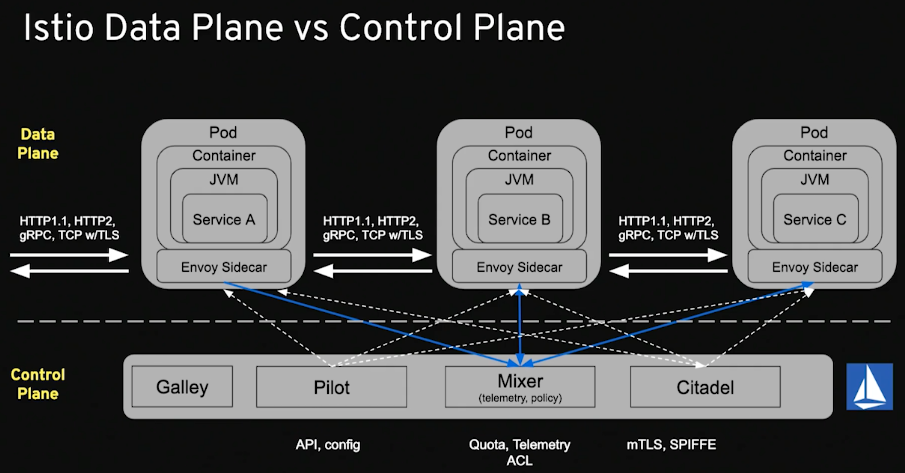 Istio Data Plane vs Control Plane
Data
Plane
Pod
Container
JVM
Service A
Envoy Sidecar
Pod
Container
JVM
Service B
Envoy Sidecar
Pod
Container
JVM
Service C
Envoy Sidecar
HTTP1.1, HTTP2,
gRPC, TCP w/TLS
HTTP1.1, HTTP2,
gRPC, TCP w/TLS
HTTP1.1, HTTP2,
gRPC, TCP w/TLS
Control
Plane
Galley
Pilot
Mixer
(telemetry, policy)
Citadel
API, config
Quota, Telemetry
ACL
mTLS, SPIFFE